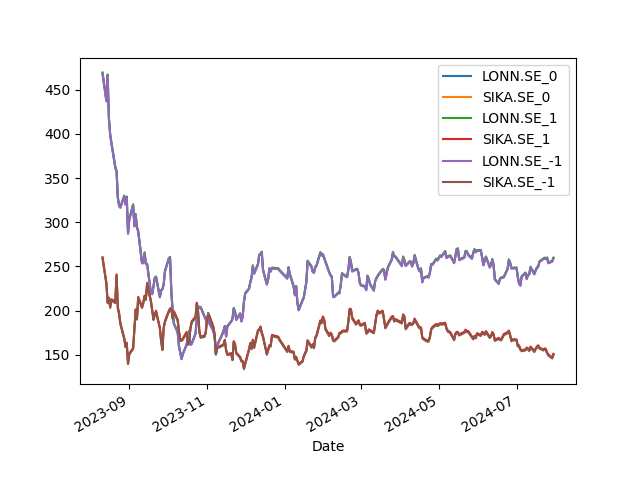 450
400
350
300
250
200
150
LONN.SE_0
SIKA.SE_0
LONN.SE_1
SIKA.SE_1
LONN.SE_-1
SIKA.SE_-1
2023-09
2023-11
2024-01
2024-03
2024-05
2024-07
Date